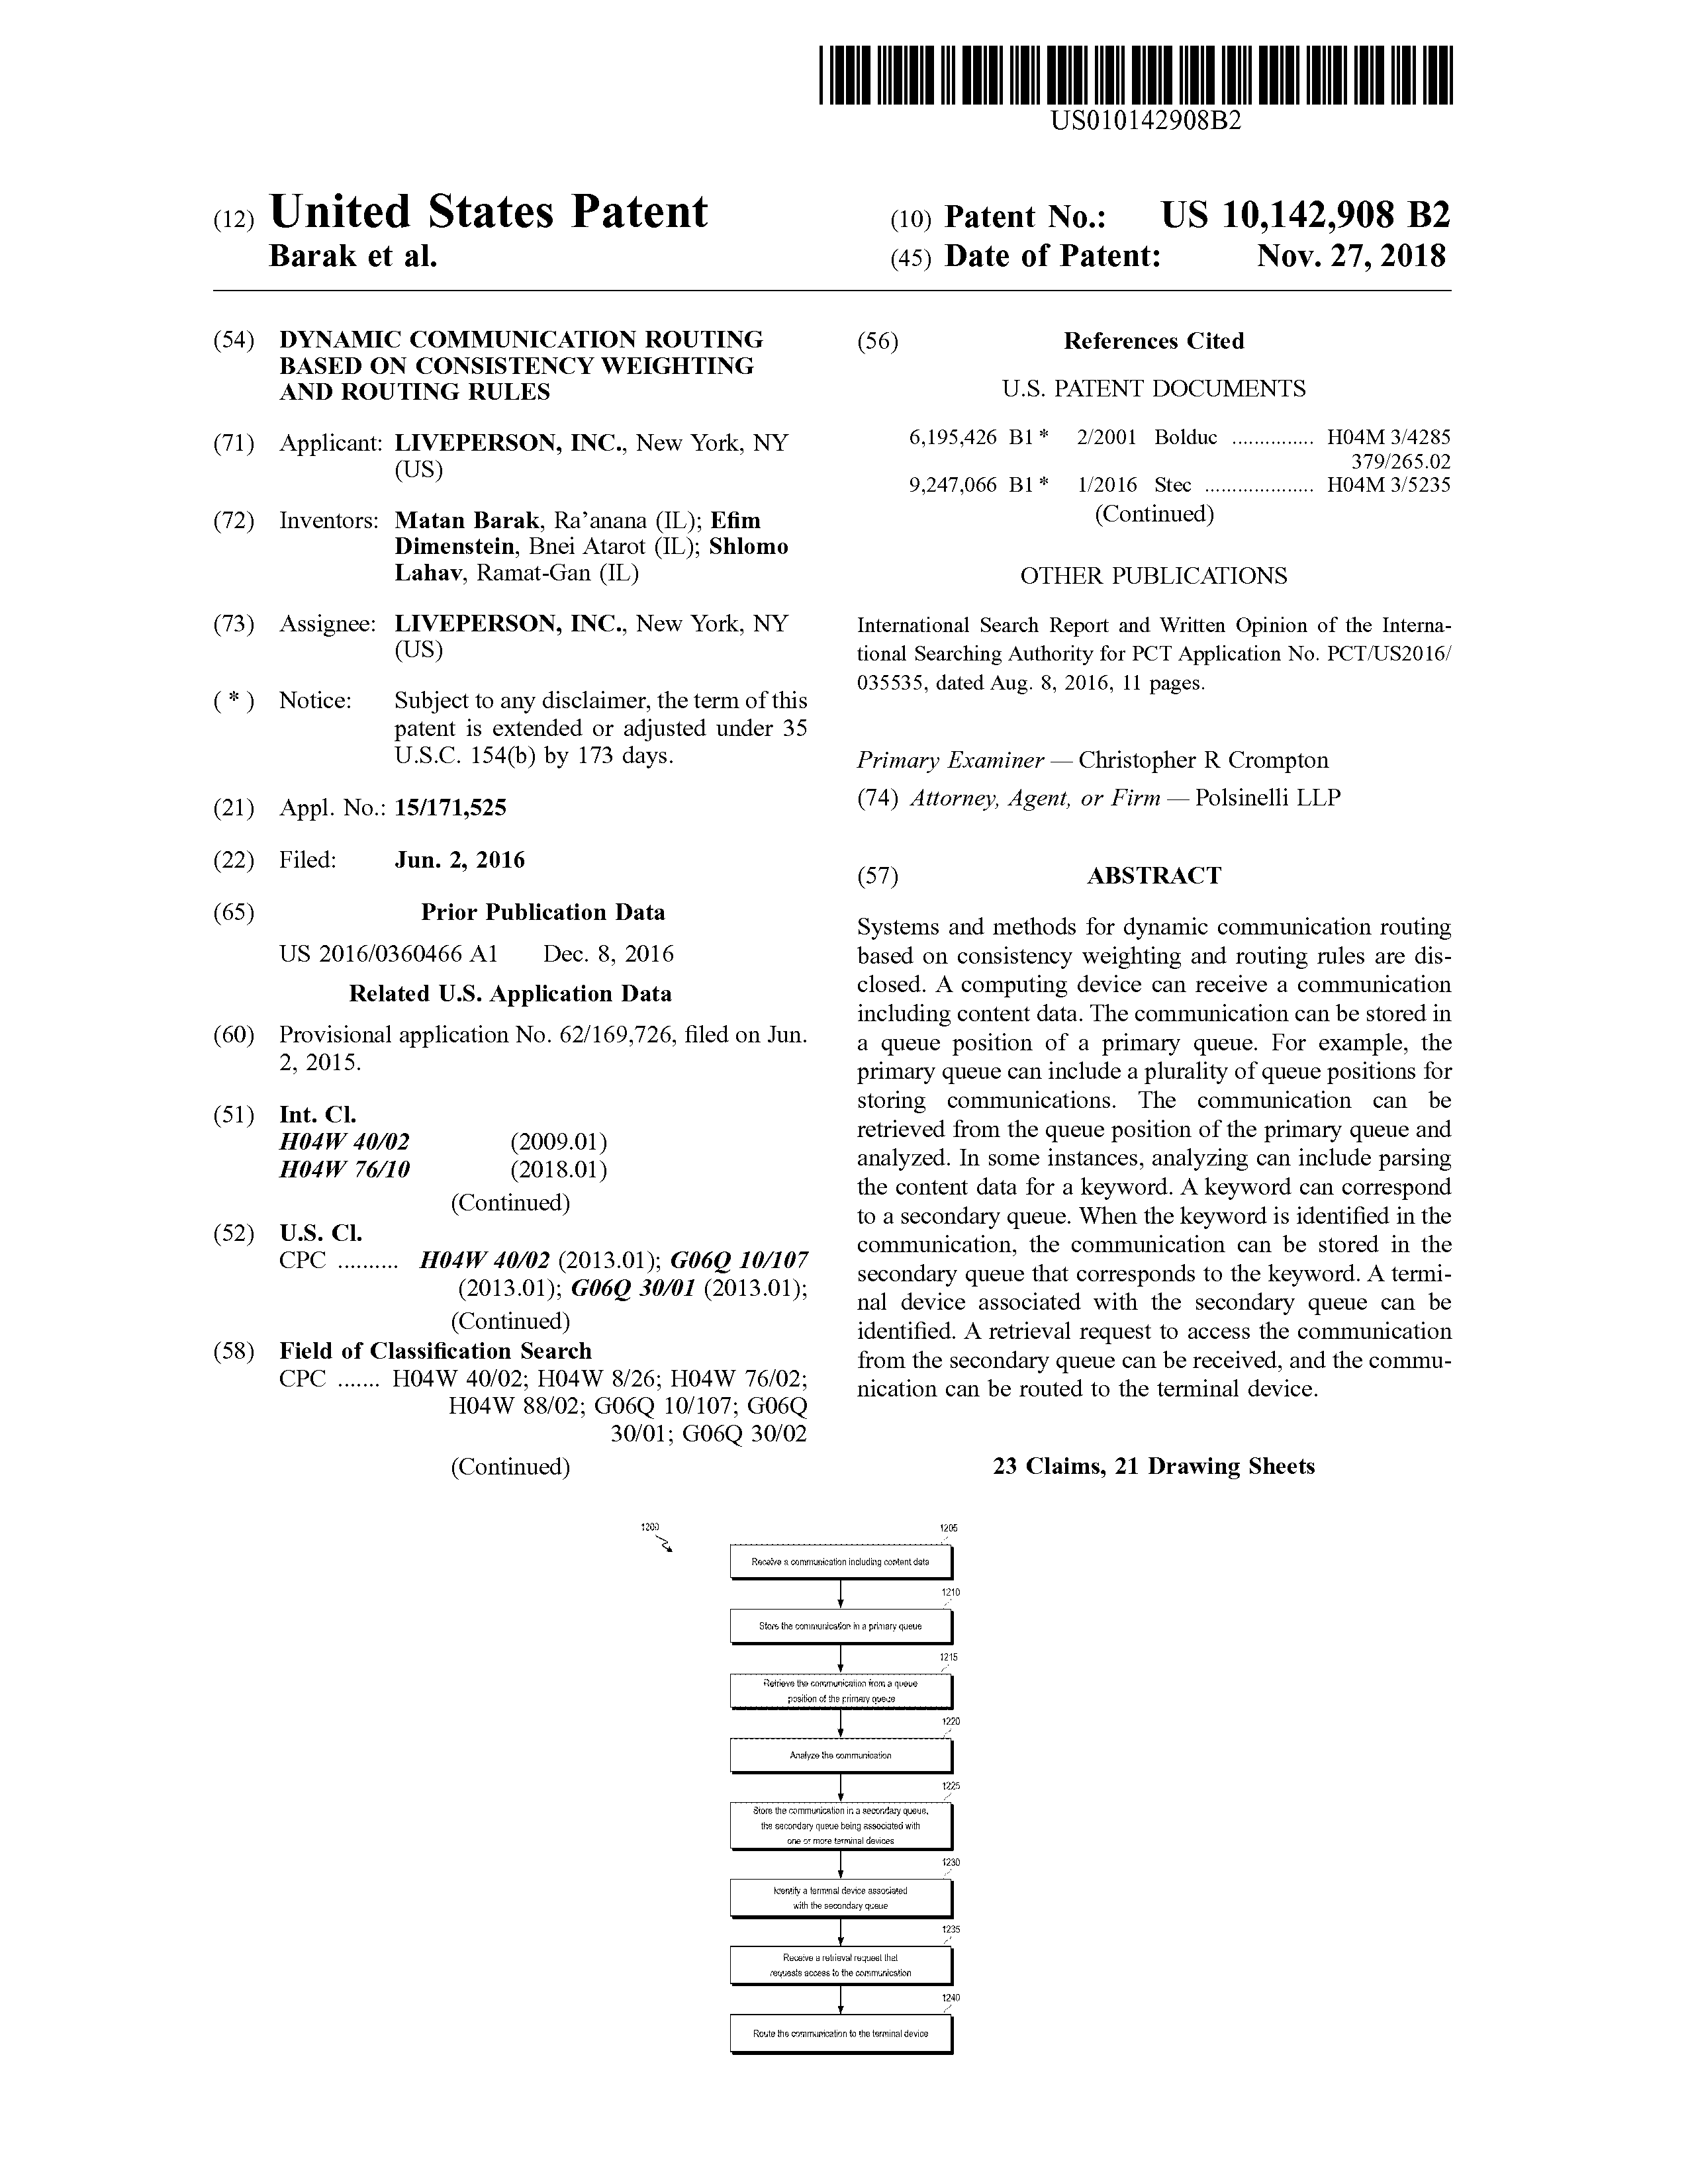 US010142908B2
(12) United States Patent
Barak et al.
(10) Patent No.: US 10,142,908 B2
(45) Date of Patent: Nov. 27, 2018
(54) DYNAMIC COMMUNICATION ROUTING
BASED ON CONSISTENCY WEIGHTING
AND ROUTING RULES
(71) Applicant: LIVEPERSON, INC., New York, NY
(US)
(72) Inventors: Matan Barak, Ra'anana (IL); Efim
Dimenstein, Bnei Atarot (IL); Shlomo
Lahav, Ramat-Gan (IL)
(73) Assignee: LIVEPERSON, INC., New York, NY
(US)
( * ) Notice: Subject to any disclaimer, the term of this
patent is extended or adjusted under 35
U.S.C. 154(b) by 173 days.
(21) Appl. No.: 15/171,525
(22) Filed: Jun. 2, 2016
(65) Prior Publication Data
US 2016/0360466 A1 Dec. 8, 2016
Related U.S. Application Data
(60) Provisional application No. 62/169,726, filed on Jun.
2, 2015.
(51) Int. Cl.
H04W 40/02 (2009.01)
H04W 76/10 (2018.01)
(Continued)
(52) U.S. Cl.
CPC .......... H04W 40/02 (2013.01); G06Q 10/107
(2013.01); G06Q 30/01 (2013.01);
(Continued)
(58) Field of Classification Search
CPC ....... H04W 40/02; H04W 8/26; H04W 76/02;
H04W 88/02; G06Q 10/107; G06Q
30/01; G06Q 30/02
(Continued)
(56) References Cited
U.S. PATENT DOCUMENTS
6,195,426 B1 * 2/2001 Bolduc ............... H04M 3/4285
379/265.02
9,247,066 B1 * 1/2016 Stec .................... H04M 3/5235
(Continued)
OTHER PUBLICATIONS
International Search Report and Written Opinion of the Interna-
tional Searching Authority for PCT Application No. PCT/US2016/
035535, dated Aug. 8, 2016, 11 pages.
Primary Examiner — Christopher R Crompton
(74) Attorney, Agent, or Firm — Polsinelli LLP
(57) ABSTRACT
Systems and methods for dynamic communication routing
based on consistency weighting and routing rules are dis-
closed. A computing device can receive a communication
including content data. The communication can be stored in
a queue position of a primary queue. For example, the
primary queue can include a plurality of queue positions for
storing communications. The communication can be
retrieved from the queue position of the primary queue and
analyzed. In some instances, analyzing can include parsing
the content data for a keyword. A keyword can correspond
to a secondary queue. When the keyword is identified in the
communication, the communication can be stored in the
secondary queue that corresponds to the keyword. A termi-
nal device associated with the secondary queue can be
identified. A retrieval request to access the communication
from the secondary queue can be received, and the commu-
nication can be routed to the terminal device.
23 Claims, 21 Drawing Sheets
1200
1205
Receive a communication including content data
1210
Store the communication in a primary queue
1215
Retrieve the communication from a queue
position of the primary queue
1220
Analyze the communication
1225
Store the communication in a secondary queue,
the secondary queue being associated with
one or more terminal devices
1230
Identify a terminal device associated
with the secondary queue
1235
Receive a retrieval request that
requests access to the communication
1240
Route the communication to the terminal device